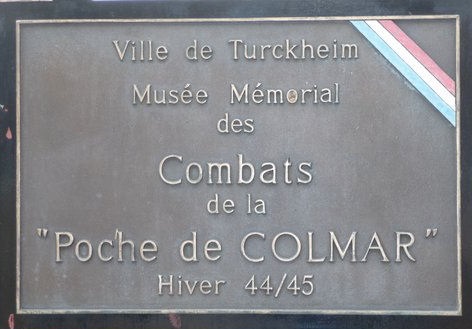 Ville de Turckheim
Musée Mémorial
des
Combats
de la
"Poche de COLMAR"
Hiver 44/45